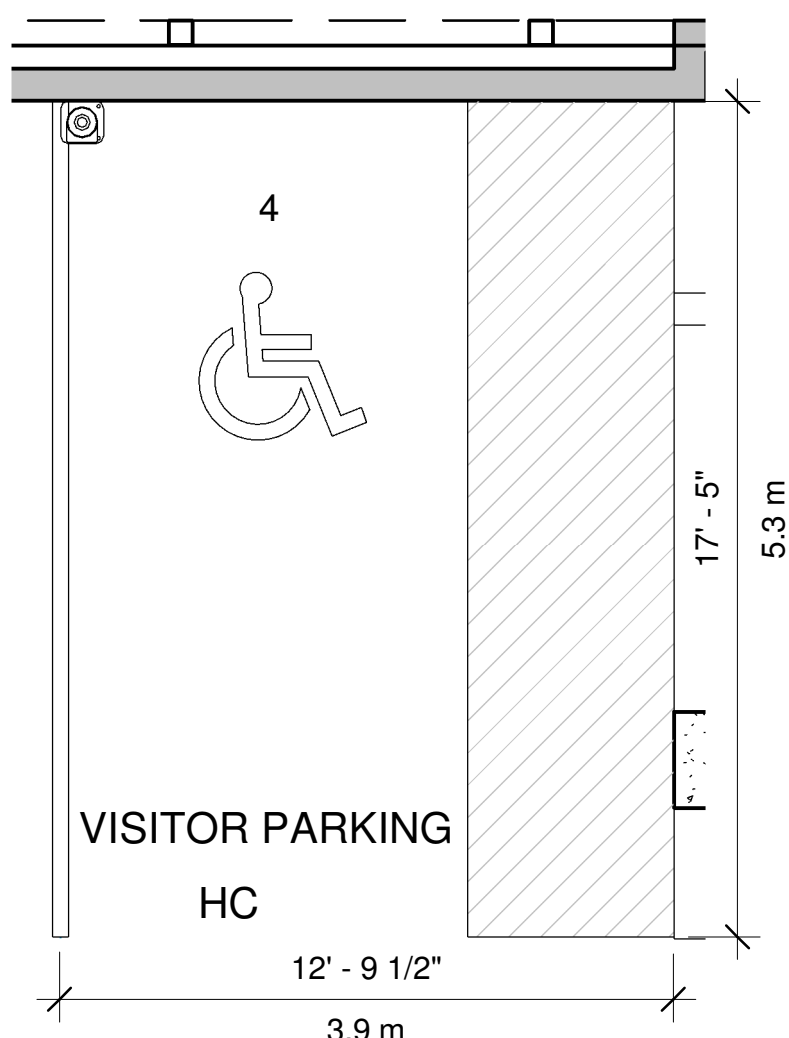 4
17' - 5"
5.3 m
VISITOR PARKING
HC
12' - 9 1/2"
3.9 m